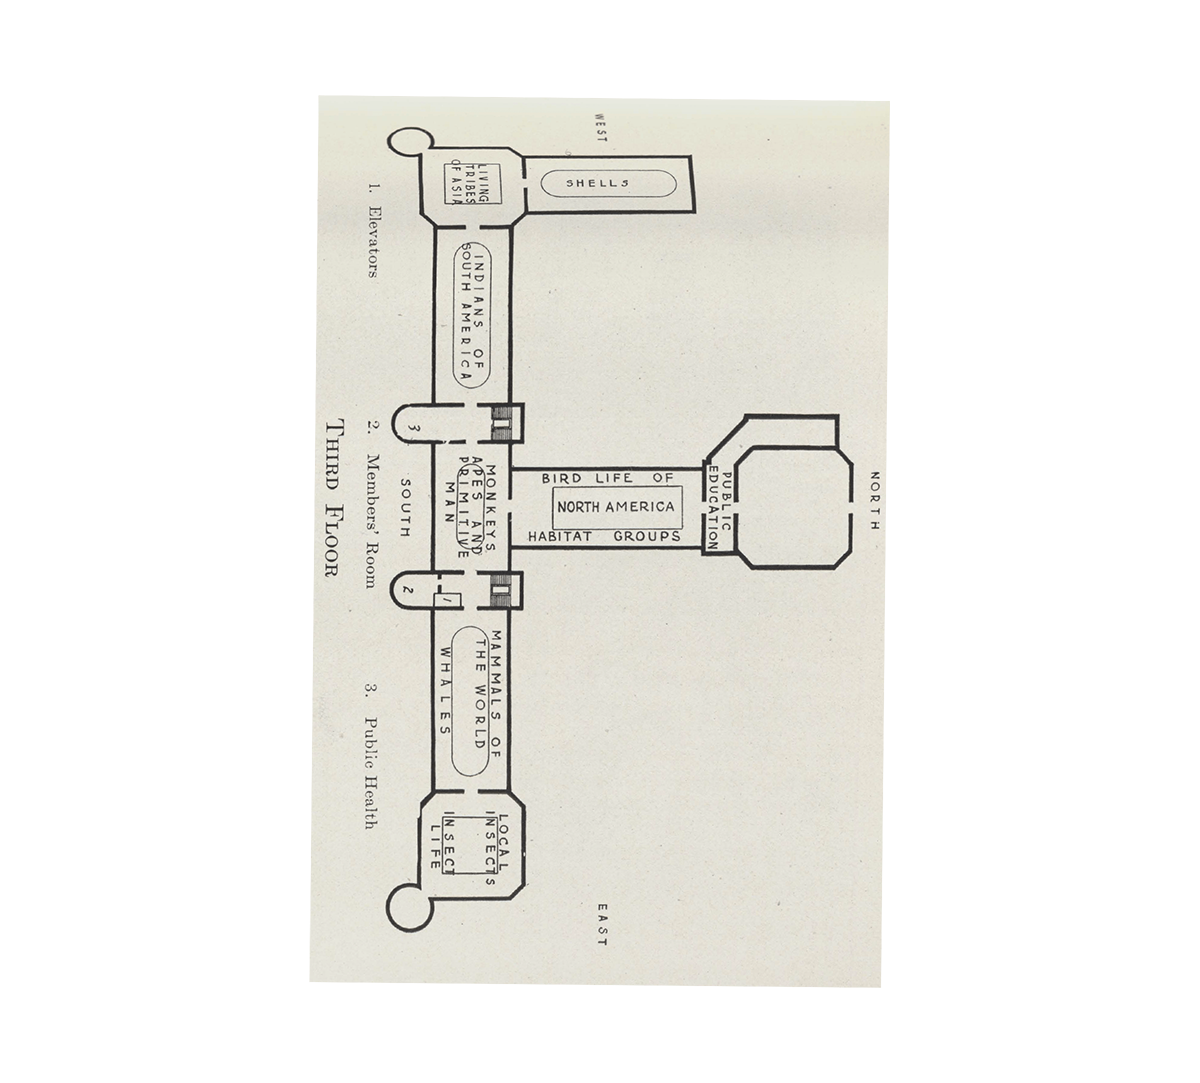 NORTH
WEST
EAST
SOUTH
SHELLS
LIVING
TRIBES
OF ASIA
INDIANS OF
SOUTH AMERICA
3
PUBLIC
EDUCATION
BIRD LIFE OF
NORTH AMERICA
HABITAT GROUPS
MONKEYS
APES AND
PRIMITIVE
MAN
2
1
MAMMALS OF
THE WORLD
WHALES
LOCAL
INSECTS
INSECT
LIFE
1. Elevators 2. Members' Room 3. Public Health
THIRD FLOOR